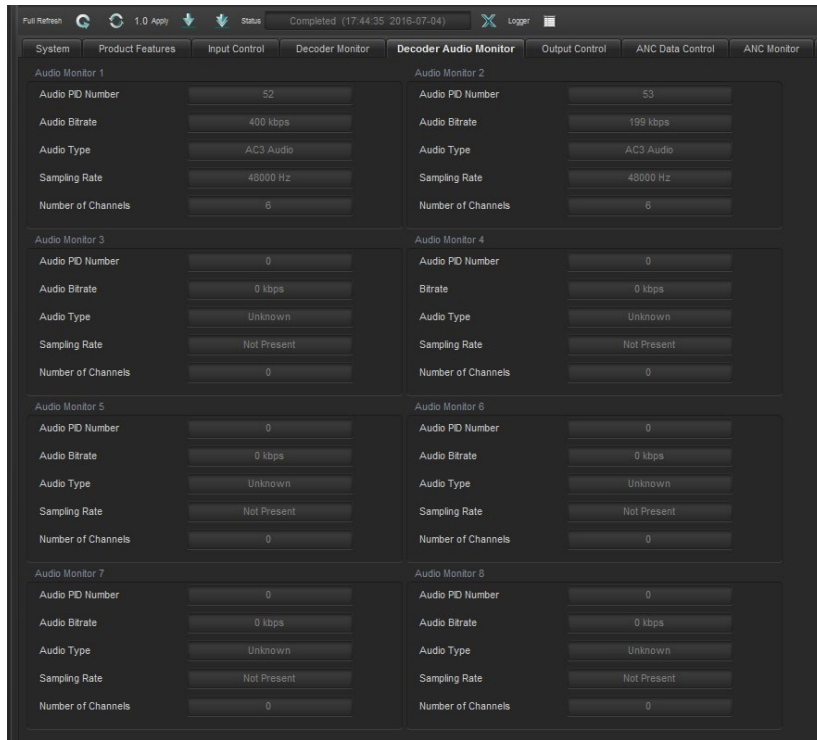 Full Refresh 1.0 Apply Status Completed (17:44:35 2016-07-04) Logger
System Product Features Input Control Decoder Monitor Decoder Audio Monitor Output Control ANC Data Control ANC Monitor
Audio Monitor 1 Audio Monitor 2
Audio PID Number 52 Audio PID Number 53
Audio Bitrate 400 kbps Audio Bitrate 199 kbps
Audio Type AC3 Audio Audio Type AC3 Audio
Sampling Rate 48000 Hz Sampling Rate 48000 Hz
Number of Channels 6 Number of Channels 6
Audio Monitor 3 Audio Monitor 4
Audio PID Number 0 Audio PID Number 0
Audio Bitrate 0 kbps Bitrate 0 kbps
Audio Type Unknown Audio Type Unknown
Sampling Rate Not Present Sampling Rate Not Present
Number of Channels 0 Number of Channels 0
Audio Monitor 5 Audio Monitor 6
Audio PID Number 0 Audio PID Number 0
Audio Bitrate 0 kbps Audio Bitrate 0 kbps
Audio Type Unknown Audio Type Unknown
Sampling Rate Not Present Sampling Rate Not Present
Number of Channels 0 Number of Channels 0
Audio Monitor 7 Audio Monitor 8
Audio PID Number 0 Audio PID Number 0
Audio Bitrate 0 kbps Audio Bitrate 0 kbps
Audio Type Unknown Audio Type Unknown
Sampling Rate Not Present Sampling Rate Not Present
Number of Channels 0 Number of Channels 0